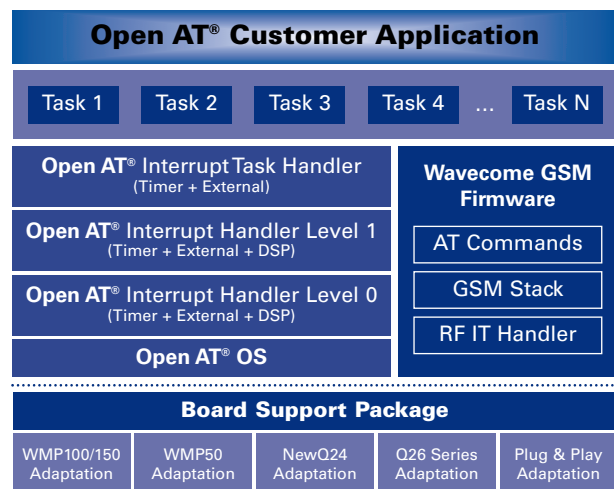 Open AT® Customer Application
Task 1 Task 2 Task 3 Task 4 ... Task N
Open AT® Interrupt Task Handler
(Timer + External)
Open AT® Interrupt Handler Level 1
(Timer + External + DSP)
Open AT® Interrupt Handler Level 0
(Timer + External + DSP)
Open AT® OS
Wavecome GSM
Firmware
AT Commands
GSM Stack
RF IT Handler
Board Support Package
WMP100/150
Adaptation
WMP50
Adaptation
NewQ24
Adaptation
Q26 Series
Adaptation
Plug & Play
Adaptation